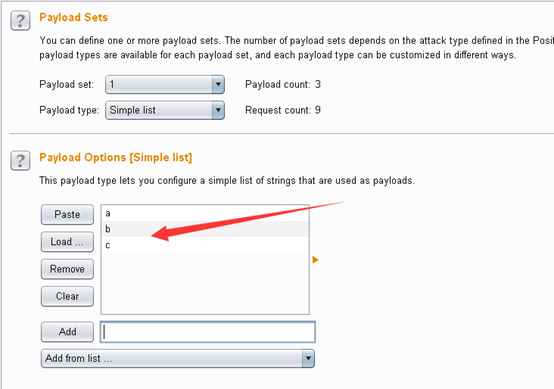 Payload Sets
You can define one or more payload sets. The number of payload sets depends on the attack type defined in the Posit
payload types are available for each payload set, and each payload type can be customized in different ways.
Payload set: 1 Payload count: 3
Payload type: Simple list Request count: 9
Payload Options [Simple list]
This payload type lets you configure a simple list of strings that are used as payloads.
Paste a
b
Load ...
c
Remove
Clear
Add
Add from list ...